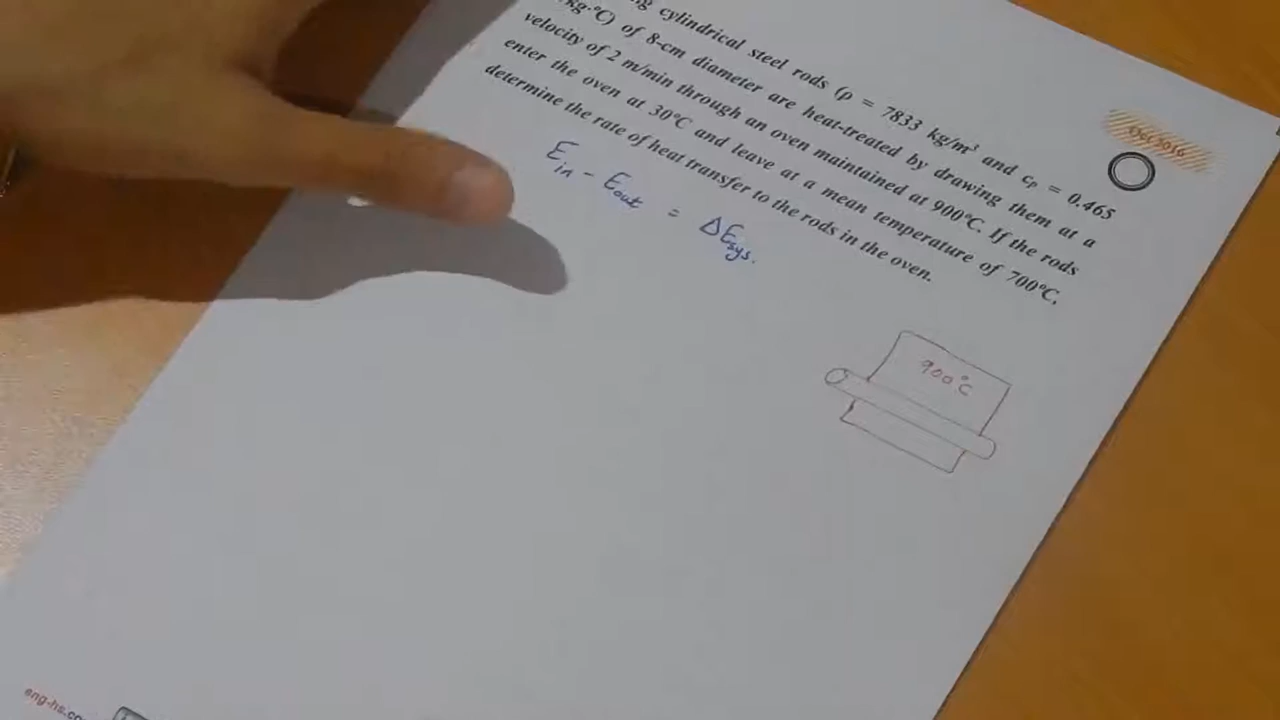 cylindrical steel rods (ρ = 7833 kg/m³ and cₚ = 0.465
kg·°C) of 8-cm diameter are heat-treated by drawing them at a
velocity of 2 m/min through an oven maintained at 900°C. If the rods
enter the oven at 30°C and leave at a mean temperature of 700°C,
determine the rate of heat transfer to the rods in the oven.
E_in - E_out = ΔE_sys.
900°C